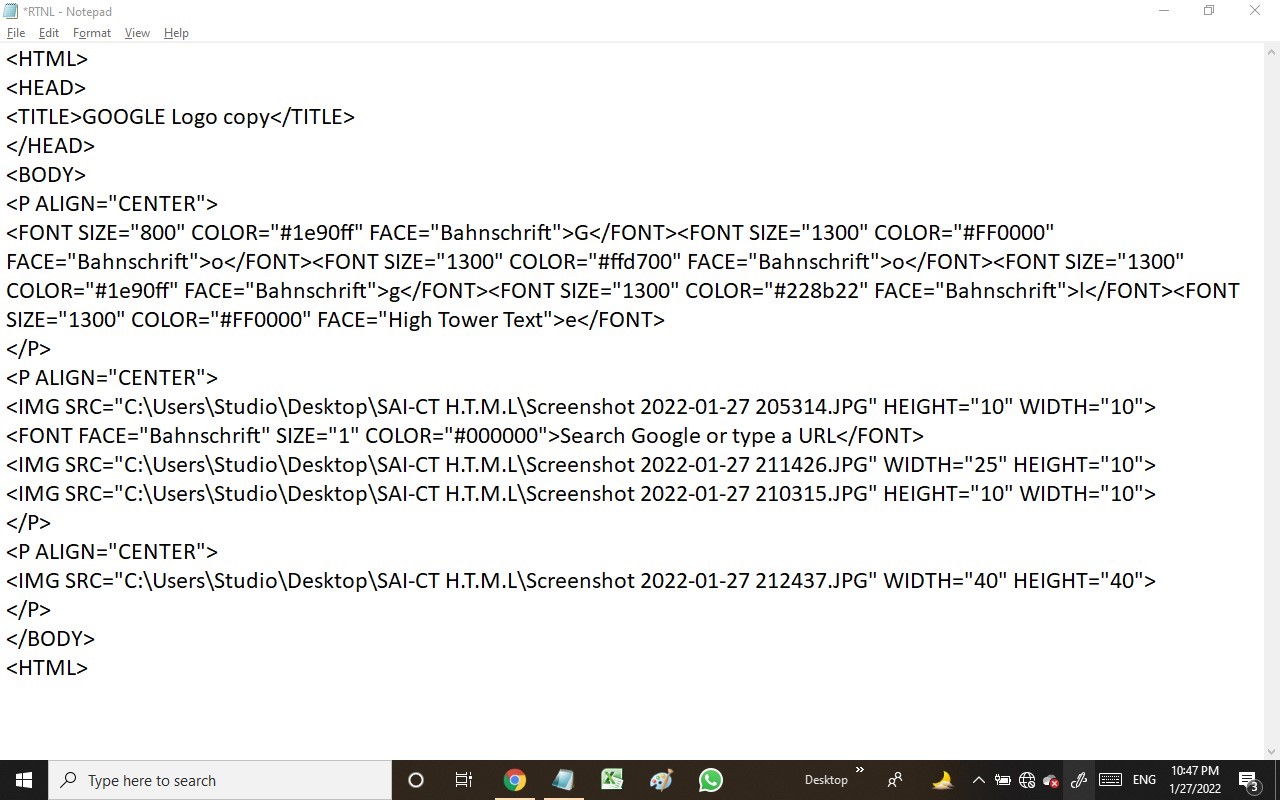 *RTNL - Notepad
File Edit Format View Help
<HTML>
<HEAD>
<TITLE>GOOGLE Logo copy</TITLE>
</HEAD>
<BODY>
<P ALIGN="CENTER">
<FONT SIZE="800" COLOR="#1e90ff" FACE="Bahnschrift">G</FONT><FONT SIZE="1300" COLOR="#FF0000"
FACE="Bahnschrift">o</FONT><FONT SIZE="1300" COLOR="#ffd700" FACE="Bahnschrift">o</FONT><FONT SIZE="1300"
COLOR="#1e90ff" FACE="Bahnschrift">g</FONT><FONT SIZE="1300" COLOR="#228b22" FACE="Bahnschrift">l</FONT><FONT
SIZE="1300" COLOR="#FF0000" FACE="High Tower Text">e</FONT>
</P>
<P ALIGN="CENTER">
<IMG SRC="C:\Users\Studio\Desktop\SAI-CT H.T.M.L\Screenshot 2022-01-27 205314.JPG" HEIGHT="10" WIDTH="10">
<FONT FACE="Bahnschrift" SIZE="1" COLOR="#000000">Search Google or type a URL</FONT>
<IMG SRC="C:\Users\Studio\Desktop\SAI-CT H.T.M.L\Screenshot 2022-01-27 211426.JPG" WIDTH="25" HEIGHT="10">
<IMG SRC="C:\Users\Studio\Desktop\SAI-CT H.T.M.L\Screenshot 2022-01-27 210315.JPG" HEIGHT="10" WIDTH="10">
</P>
<P ALIGN="CENTER">
<IMG SRC="C:\Users\Studio\Desktop\SAI-CT H.T.M.L\Screenshot 2022-01-27 212437.JPG" WIDTH="40" HEIGHT="40">
</P>
</BODY>
<HTML>
Type here to search Desktop » ENG 10:47 PM
1/27/2022 3